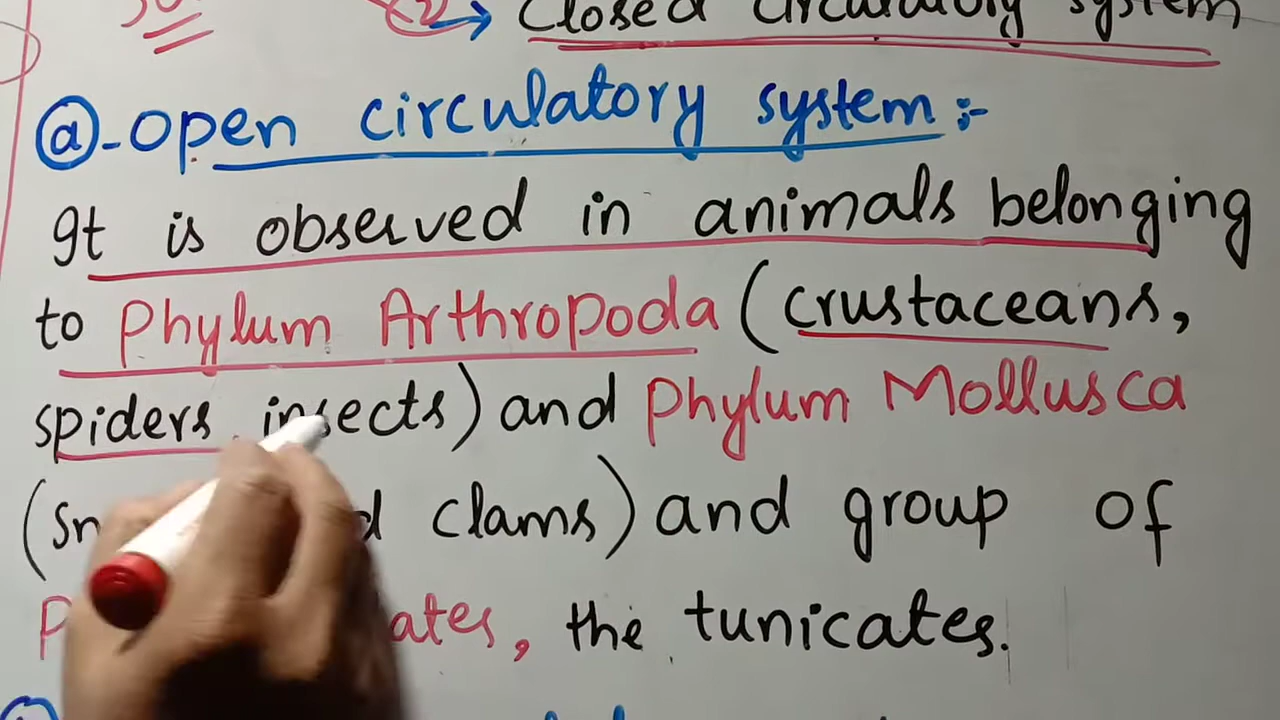 (2) → Closed circulatory system
(a)-Open circulatory system:-
It is observed in animals belonging
to Phylum Arthropoda (crustaceans,
spiders, insects) and Phylum Mollusca
( clams) and group of
the tunicates.